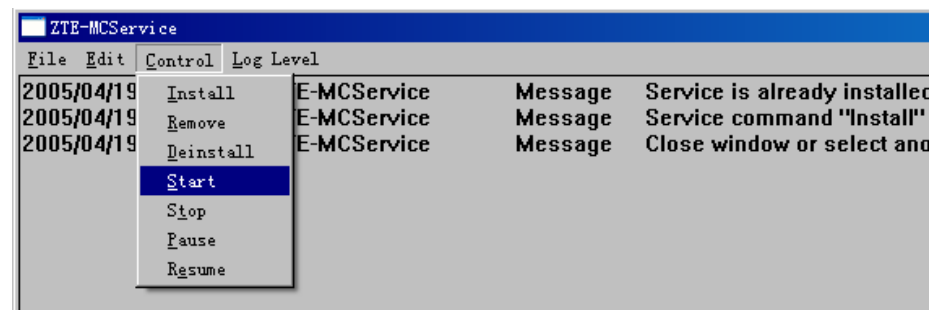 ZTE-MCService
File Edit Control Log Level
2005/04/19 E-MCService Message Service is already installed
2005/04/19 E-MCService Message Service command "Install"
2005/04/19 E-MCService Message Close window or select ano
Install
Remove
Deinstall
Start
Stop
Pause
Resume